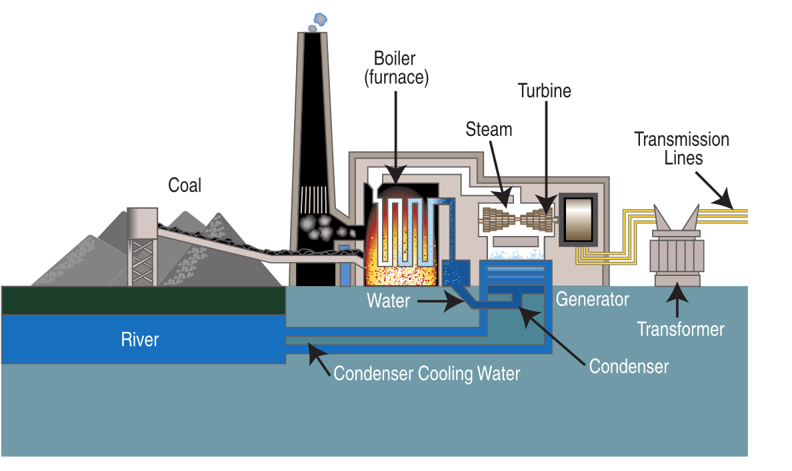 Boiler
(furnace)
Turbine
Steam
Transmission
Lines
Coal
Water
Generator
River
Transformer
Condenser
Condenser Cooling Water